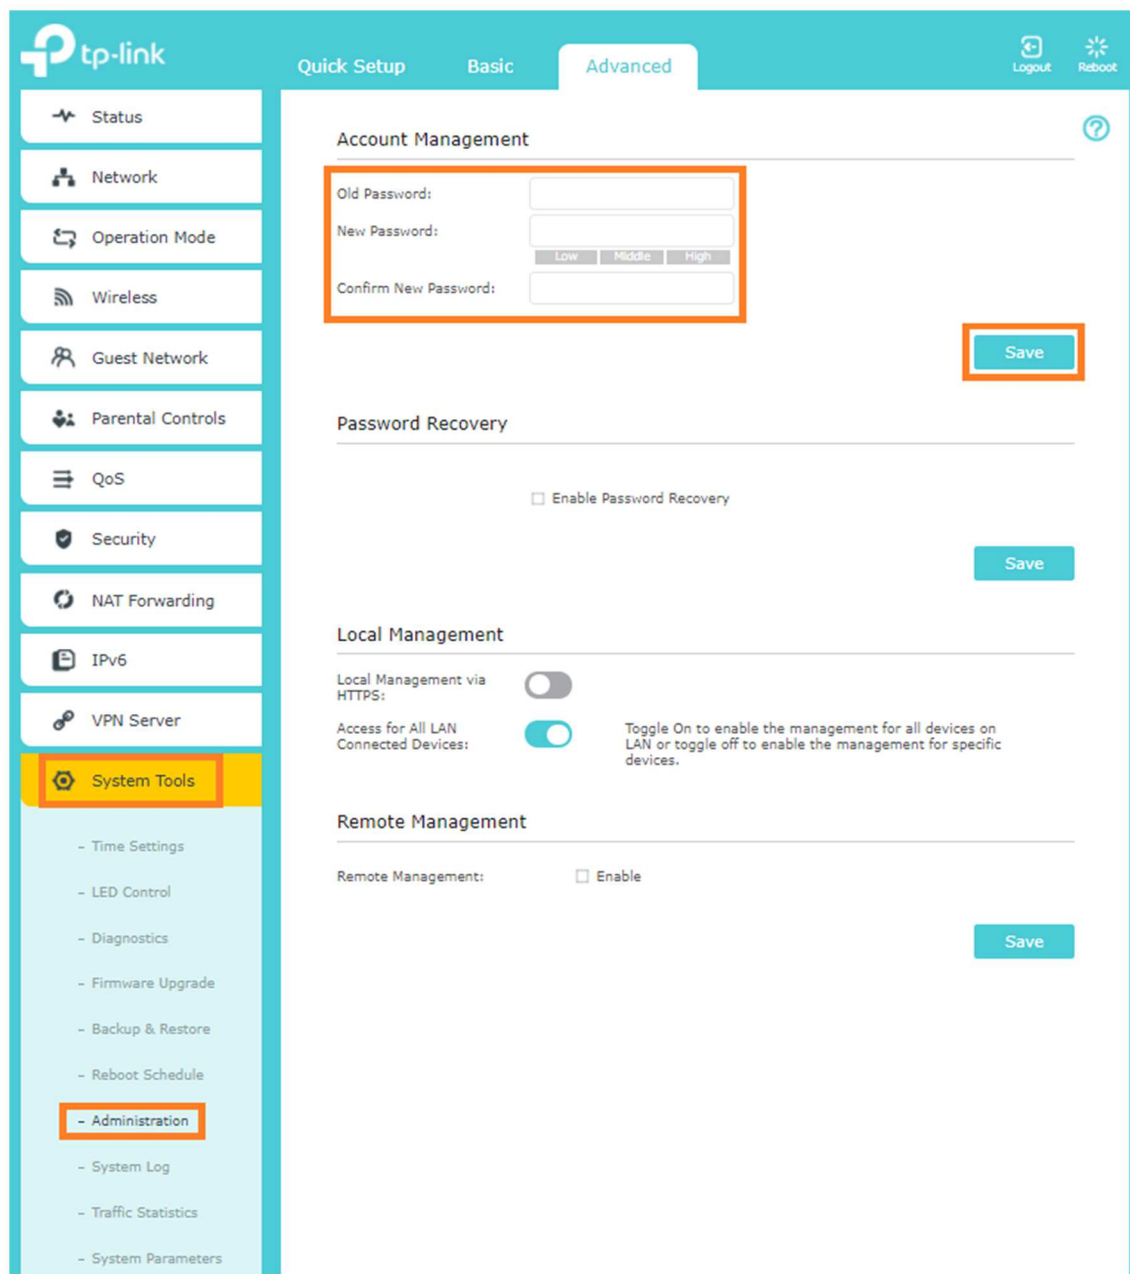 tp-link
Quick Setup
Basic
Advanced
Logout
Reboot
Status
Network
Operation Mode
Wireless
Guest Network
Parental Controls
QoS
Security
NAT Forwarding
IPv6
VPN Server
System Tools
- Time Settings
- LED Control
- Diagnostics
- Firmware Upgrade
- Backup & Restore
- Reboot Schedule
- Administration
- System Log
- Traffic Statistics
- System Parameters
?
Account Management
Old Password:
New Password:
Low Middle High
Confirm New Password:
Save
Password Recovery
Enable Password Recovery
Save
Local Management
Local Management via
HTTPS:
Access for All LAN
Connected Devices:
Toggle On to enable the management for all devices on
LAN or toggle off to enable the management for specific
devices.
Remote Management
Remote Management:
Enable
Save